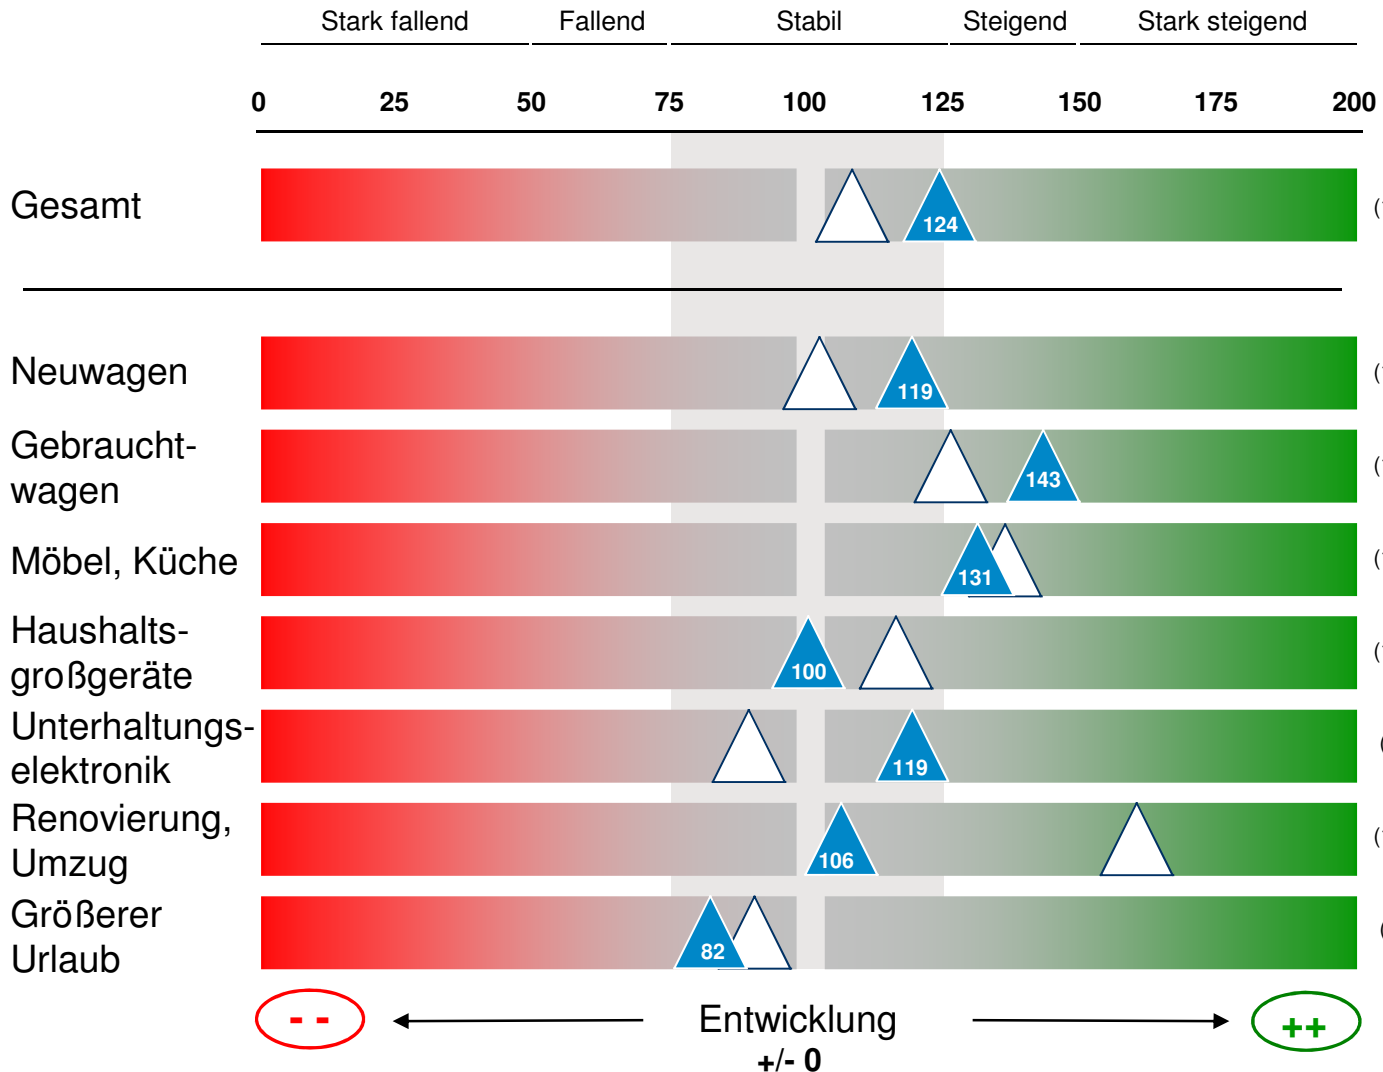 Stark fallend Fallend Stabil Steigend Stark steigend
0 25 50 75 100 125 150 175 200
Gesamt
124
Neuwagen
119
Gebraucht-
wagen
143
Möbel, Küche
131
Haushalts-
großgeräte
100
Unterhaltungs-
elektronik
119
Renovierung,
Umzug
106
Größerer
Urlaub
82
- - Entwicklung ++
+/- 0